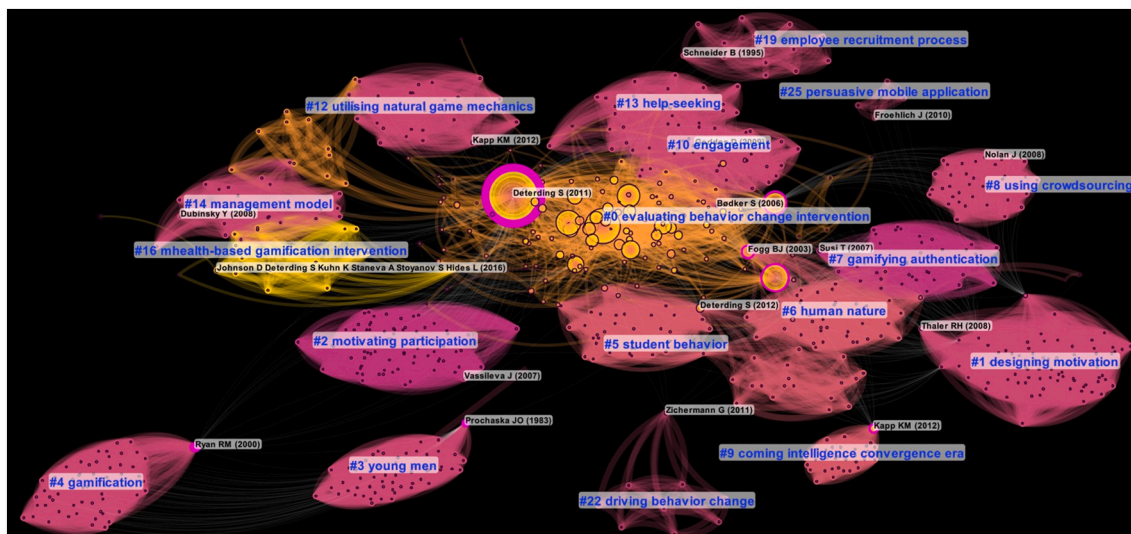 #19 employee recruitment process
Schneider B (1995)
#25 persuasive mobile application
Froehlich J (2010)
#12 utilising natural game mechanics
#13 help-seeking
Kapp KM (2012)
#10 engagement
Nolan J (2008)
#8 using crowdsourcing
Deterding S (2011)
#14 management model
Bødker S (2006)
Dubinsky Y (2008)
#0 evaluating behavior change intervention
#16 mhealth-based gamification intervention
Fogg BJ (2003)
Susi T (2007)
#7 gamifying authentication
Johnson D Deterding S Kuhn K Staneva A Stoyanov S Hides L (2016)
Deterding S (2012)
#6 human nature
Thaler RH (2008)
#2 motivating participation
#5 student behavior
#1 designing motivation
Vassileva J (2007)
Zichermann G (2011)
Prochaska JO (1983)
Kapp KM (2012)
Ryan RM (2000)
#9 coming intelligence convergence era
#3 young men
#4 gamification
#22 driving behavior change